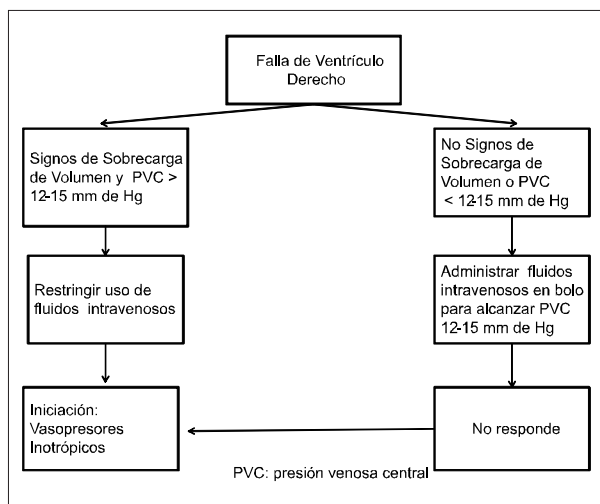 Falla de Ventrículo
Derecho
Signos de Sobrecarga
de Volumen y PVC >
12-15 mm de Hg
No Signos de
Sobrecarga de
Volumen o PVC
< 12-15 mm de Hg
Restringir uso de
fluidos intravenosos
Administrar fluidos
intravenosos en bolo
para alcanzar PVC
12-15 mm de Hg
Iniciación:
Vasopresores
Inotrópicos
No responde
PVC: presión venosa central